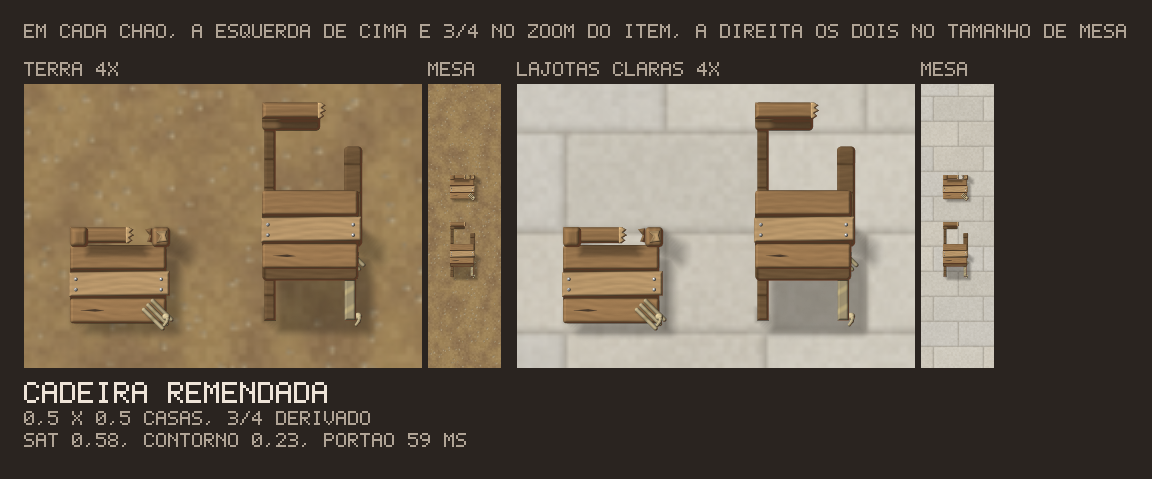 EM CADA CHAO, A ESQUERDA DE CIMA E 3/4 NO ZOOM DO ITEM, A DIREITA OS DOIS NO TAMANHO DE MESA
TERRA 4X MESA LAJOTAS CLARAS 4X MESA
CADEIRA REMENDADA
0,5 X 0,5 CASAS, 3/4 DERIVADO
SAT 0,58, CONTORNO 0,23, PORTAO 59 MS